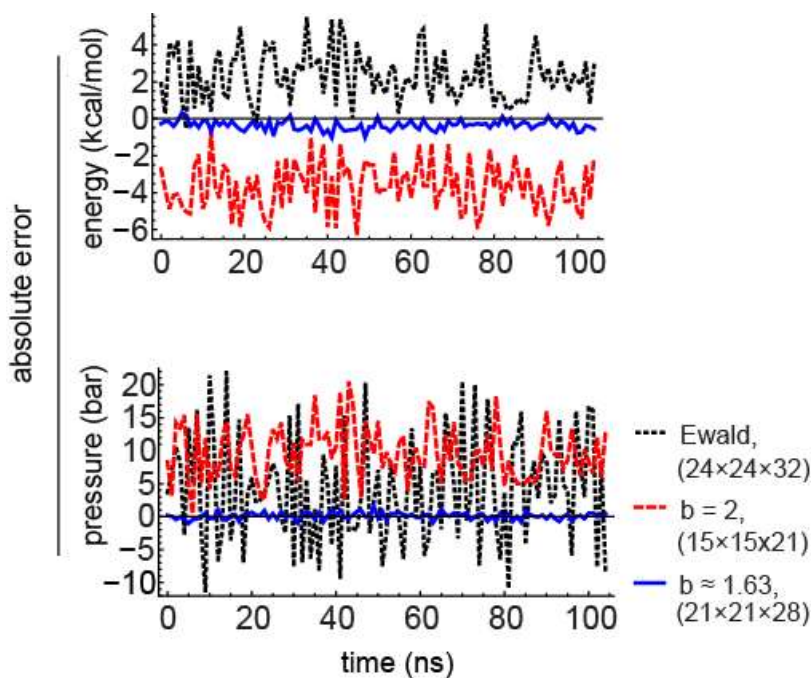 absolute error
energy (kcal/mol)
4
2
0
−2
−4
−6
0 20 40 60 80 100
pressure (bar)
20
15
10
5
0
−5
−10
0 20 40 60 80 100
time (ns)
Ewald,
(24×24×32)
b = 2,
(15×15x21)
b ≈ 1.63,
(21×21×28)